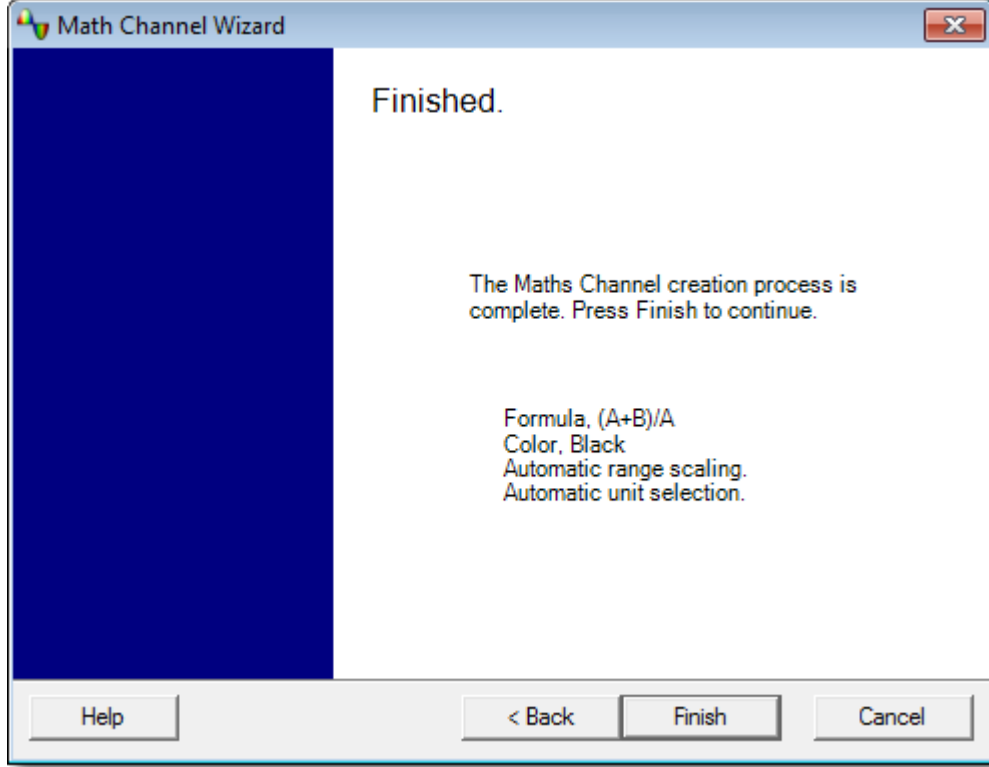 Math Channel Wizard
Finished.
The Maths Channel creation process is
complete. Press Finish to continue.
Formula, (A+B)/A
Color, Black
Automatic range scaling.
Automatic unit selection.
Help
< Back
Finish
Cancel